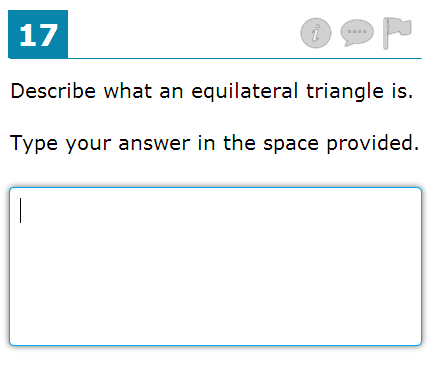 17
Describe what an equilateral triangle is.
Type your answer in the space provided.